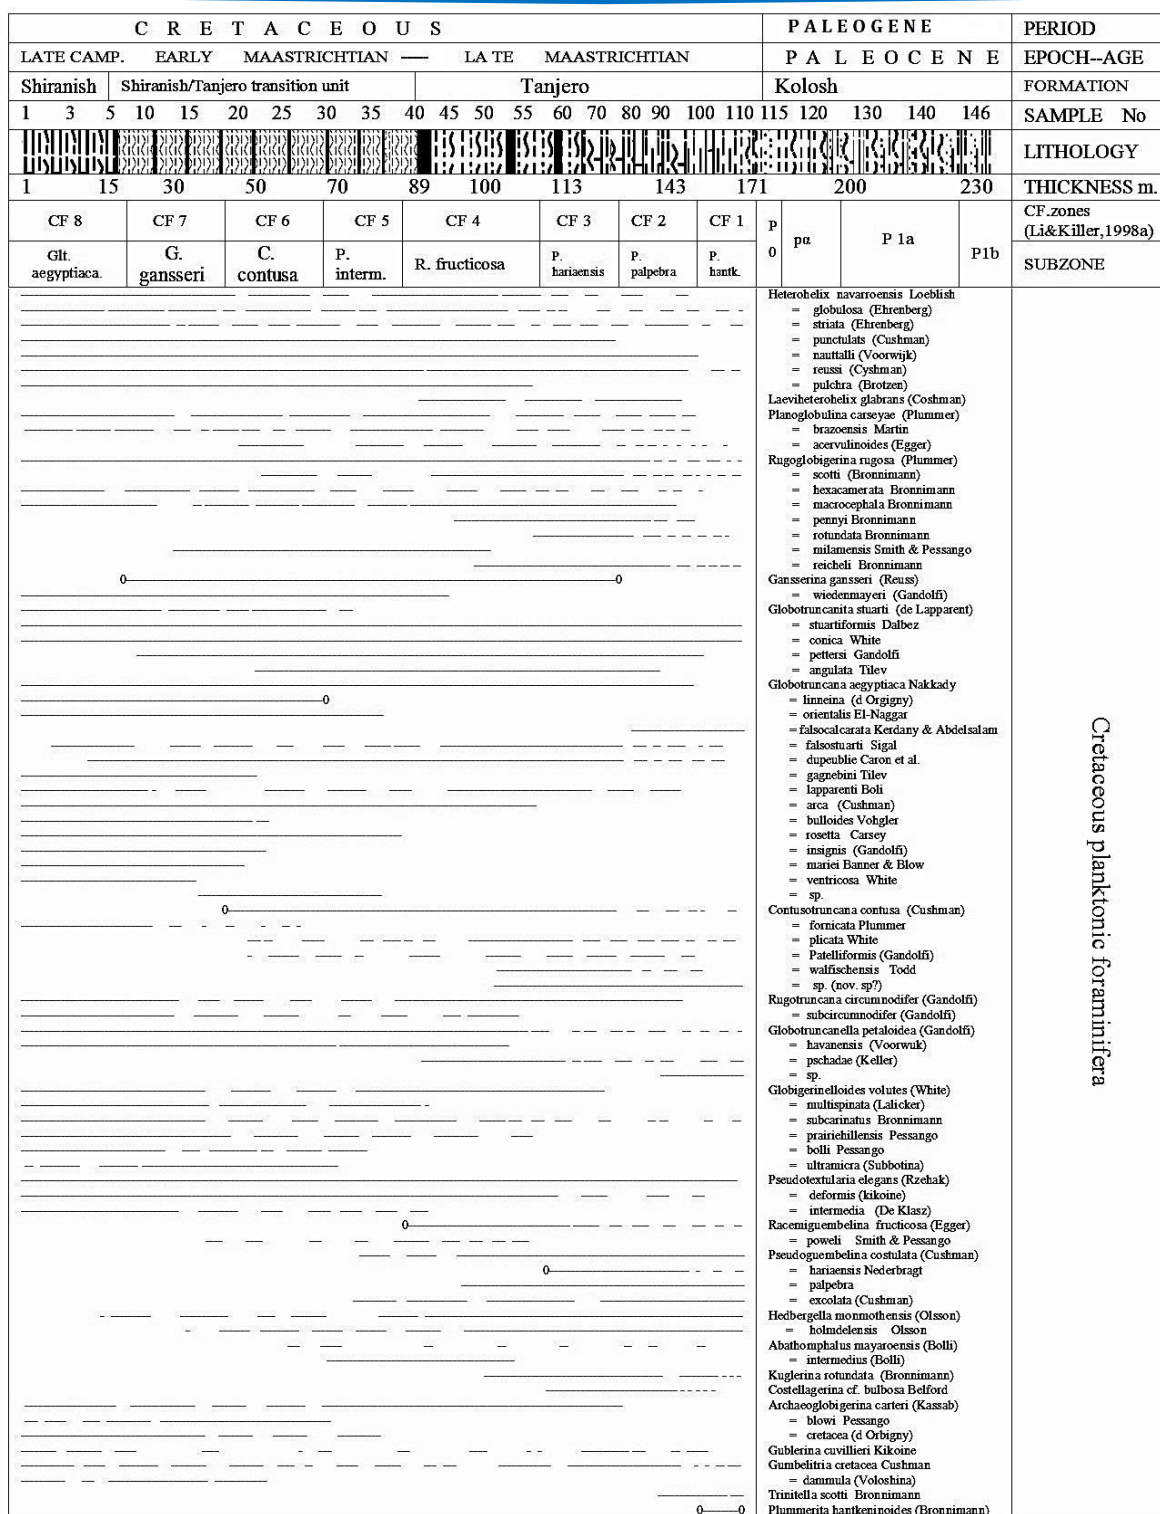 C R E T A C E O U S PALEOGENE PERIOD
LATE CAMP. EARLY MAASTRICHTIAN — LA TE MAASTRICHTIAN P A L E O C E N E EPOCH--AGE
Shiranish Shiranish/Tanjero transition unit Tanjero Kolosh FORMATION
1 3 5 10 15 20 25 30 35 40 45 50 55 60 70 80 90 100 110 115 120 130 140 146 SAMPLE No
LITHOLOGY
1 15 30 50 70 89 100 113 143 171 200 230 THICKNESS m.
CF 8 CF 7 CF 6 CF 5 CF 4 CF 3 CF 2 CF 1 P 0 pα P 1a P1b CF.zones
(Li&Killer,1998a)
Glt. aegyptiaca. G. gansseri C. contusa P. interm. R. fructicosa P. hariaensis P. palpebra P. hantk. SUBZONE
Heterohelix navarroensis Loeblish
= globulosa (Ehrenberg)
= striata (Ehrenberg)
= punctulats (Cushman)
= nauttalli (Voorwijk)
= reussi (Cyshman)
= pulchra (Brotzen)
Laeviheterohelix glabrans (Coshman)
Planoglobulina carseyae (Plummer)
= brazoensis Martin
= acervulinoides (Egger)
Rugoglobigerina rugosa (Plummer)
= scotti (Bronnimann)
= hexacamerata Bronnimann
= macrocephala Bronnimann
= pennyi Bronnimann
= rotundata Bronnimann
= milamensis Smith & Pessango
= reicheli Bronnimann
0 0 Gansserina gansseri (Reuss)
= wiedenmayeri (Gandolfi)
Globotruncanita stuarti (de Lapparent)
= stuartiformis Dalbez
= conica White
= pettersi Gandolfi
= angulata Tilev
Globotruncana aegyptiaca Nakkady
0 = linneina (d Orgigny)
= orientalis El-Naggar
=falsocalcarata Kerdany & Abdelsalam
= falsostuarti Sigal
= dupeublie Caron et al.
= gagnebini Tilev
= lapparenti Boli
= arca (Cushman)
= bulloides Vohgler
= rosetta Carsey
= insignis (Gandolfi)
= mariei Banner & Blow
= ventricosa White
= sp.
0 Contusotruncana contusa (Cushman)
= fornicata Plummer
= plicata White
= Patelliformis (Gandolfi)
= walfischensis Todd
= sp. (nov. sp?)
Rugotruncana circumnodifer (Gandolfi)
= subcircumnodifer (Gandolfi)
Globotruncanella petaloidea (Gandolfi)
= havanensis (Voorwuk)
= pschadae (Keller)
= sp.
Globigerinelloides volutes (White)
= multispinata (Lalicker)
= subcarinatus Bronnimann
= prairiehillensis Pessango
= bolli Pessango
= ultramicra (Subbotina)
Pseudotextularia elegans (Rzehak)
= deformis (kikoine)
= intermedia (De Klasz)
0 Racemiguembelina fructicosa (Egger)
= poweli Smith & Pessango
Pseudoguembelina costulata (Cushman)
0 = hariaensis Nederbragt
= palpebra
= excolata (Cushman)
Hedbergella monmothensis (Olsson)
= holmdelensis Olsson
Abathomphalus mayaroensis (Bolli)
= intermedius (Bolli)
Kuglerina rotundata (Bronnimann)
Costellagerina cf. bulbosa Belford
Archaeoglobigerina carteri (Kassab)
= blowi Pessango
= cretacea (d Orbigny)
Gublerina cuvillieri Kikoine
Gumbelitria cretacea Cushman
= dammula (Voloshina)
Trinitella scotti Bronnimann
0 0 Plummerita hantkeninoides (Bronnimann)
Cretaceous planktonic foraminifera